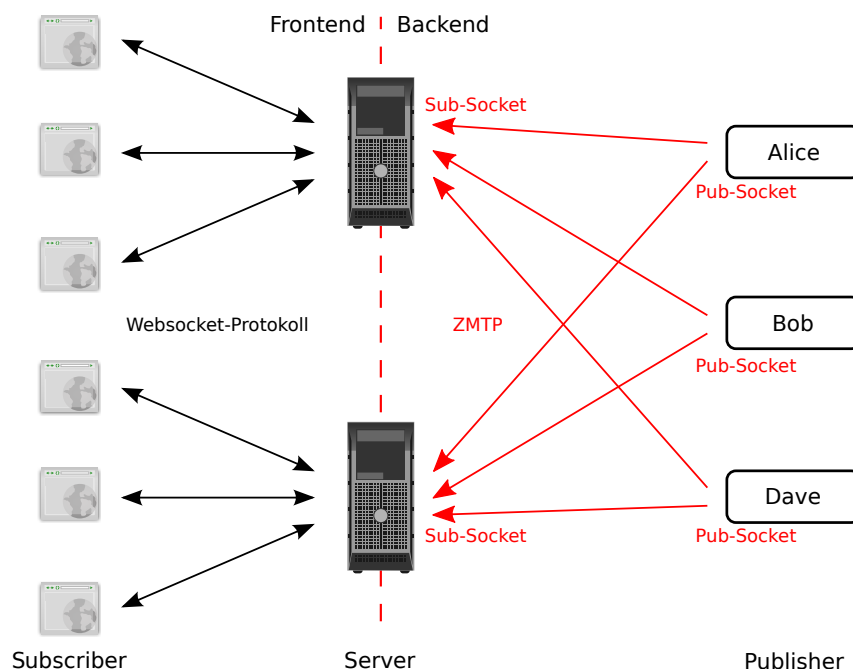 Frontend
Backend
Sub-Socket
Alice
Pub-Socket
Websocket-Protokoll
ZMTP
Bob
Pub-Socket
Dave
Sub-Socket
Pub-Socket
Subscriber
Server
Publisher